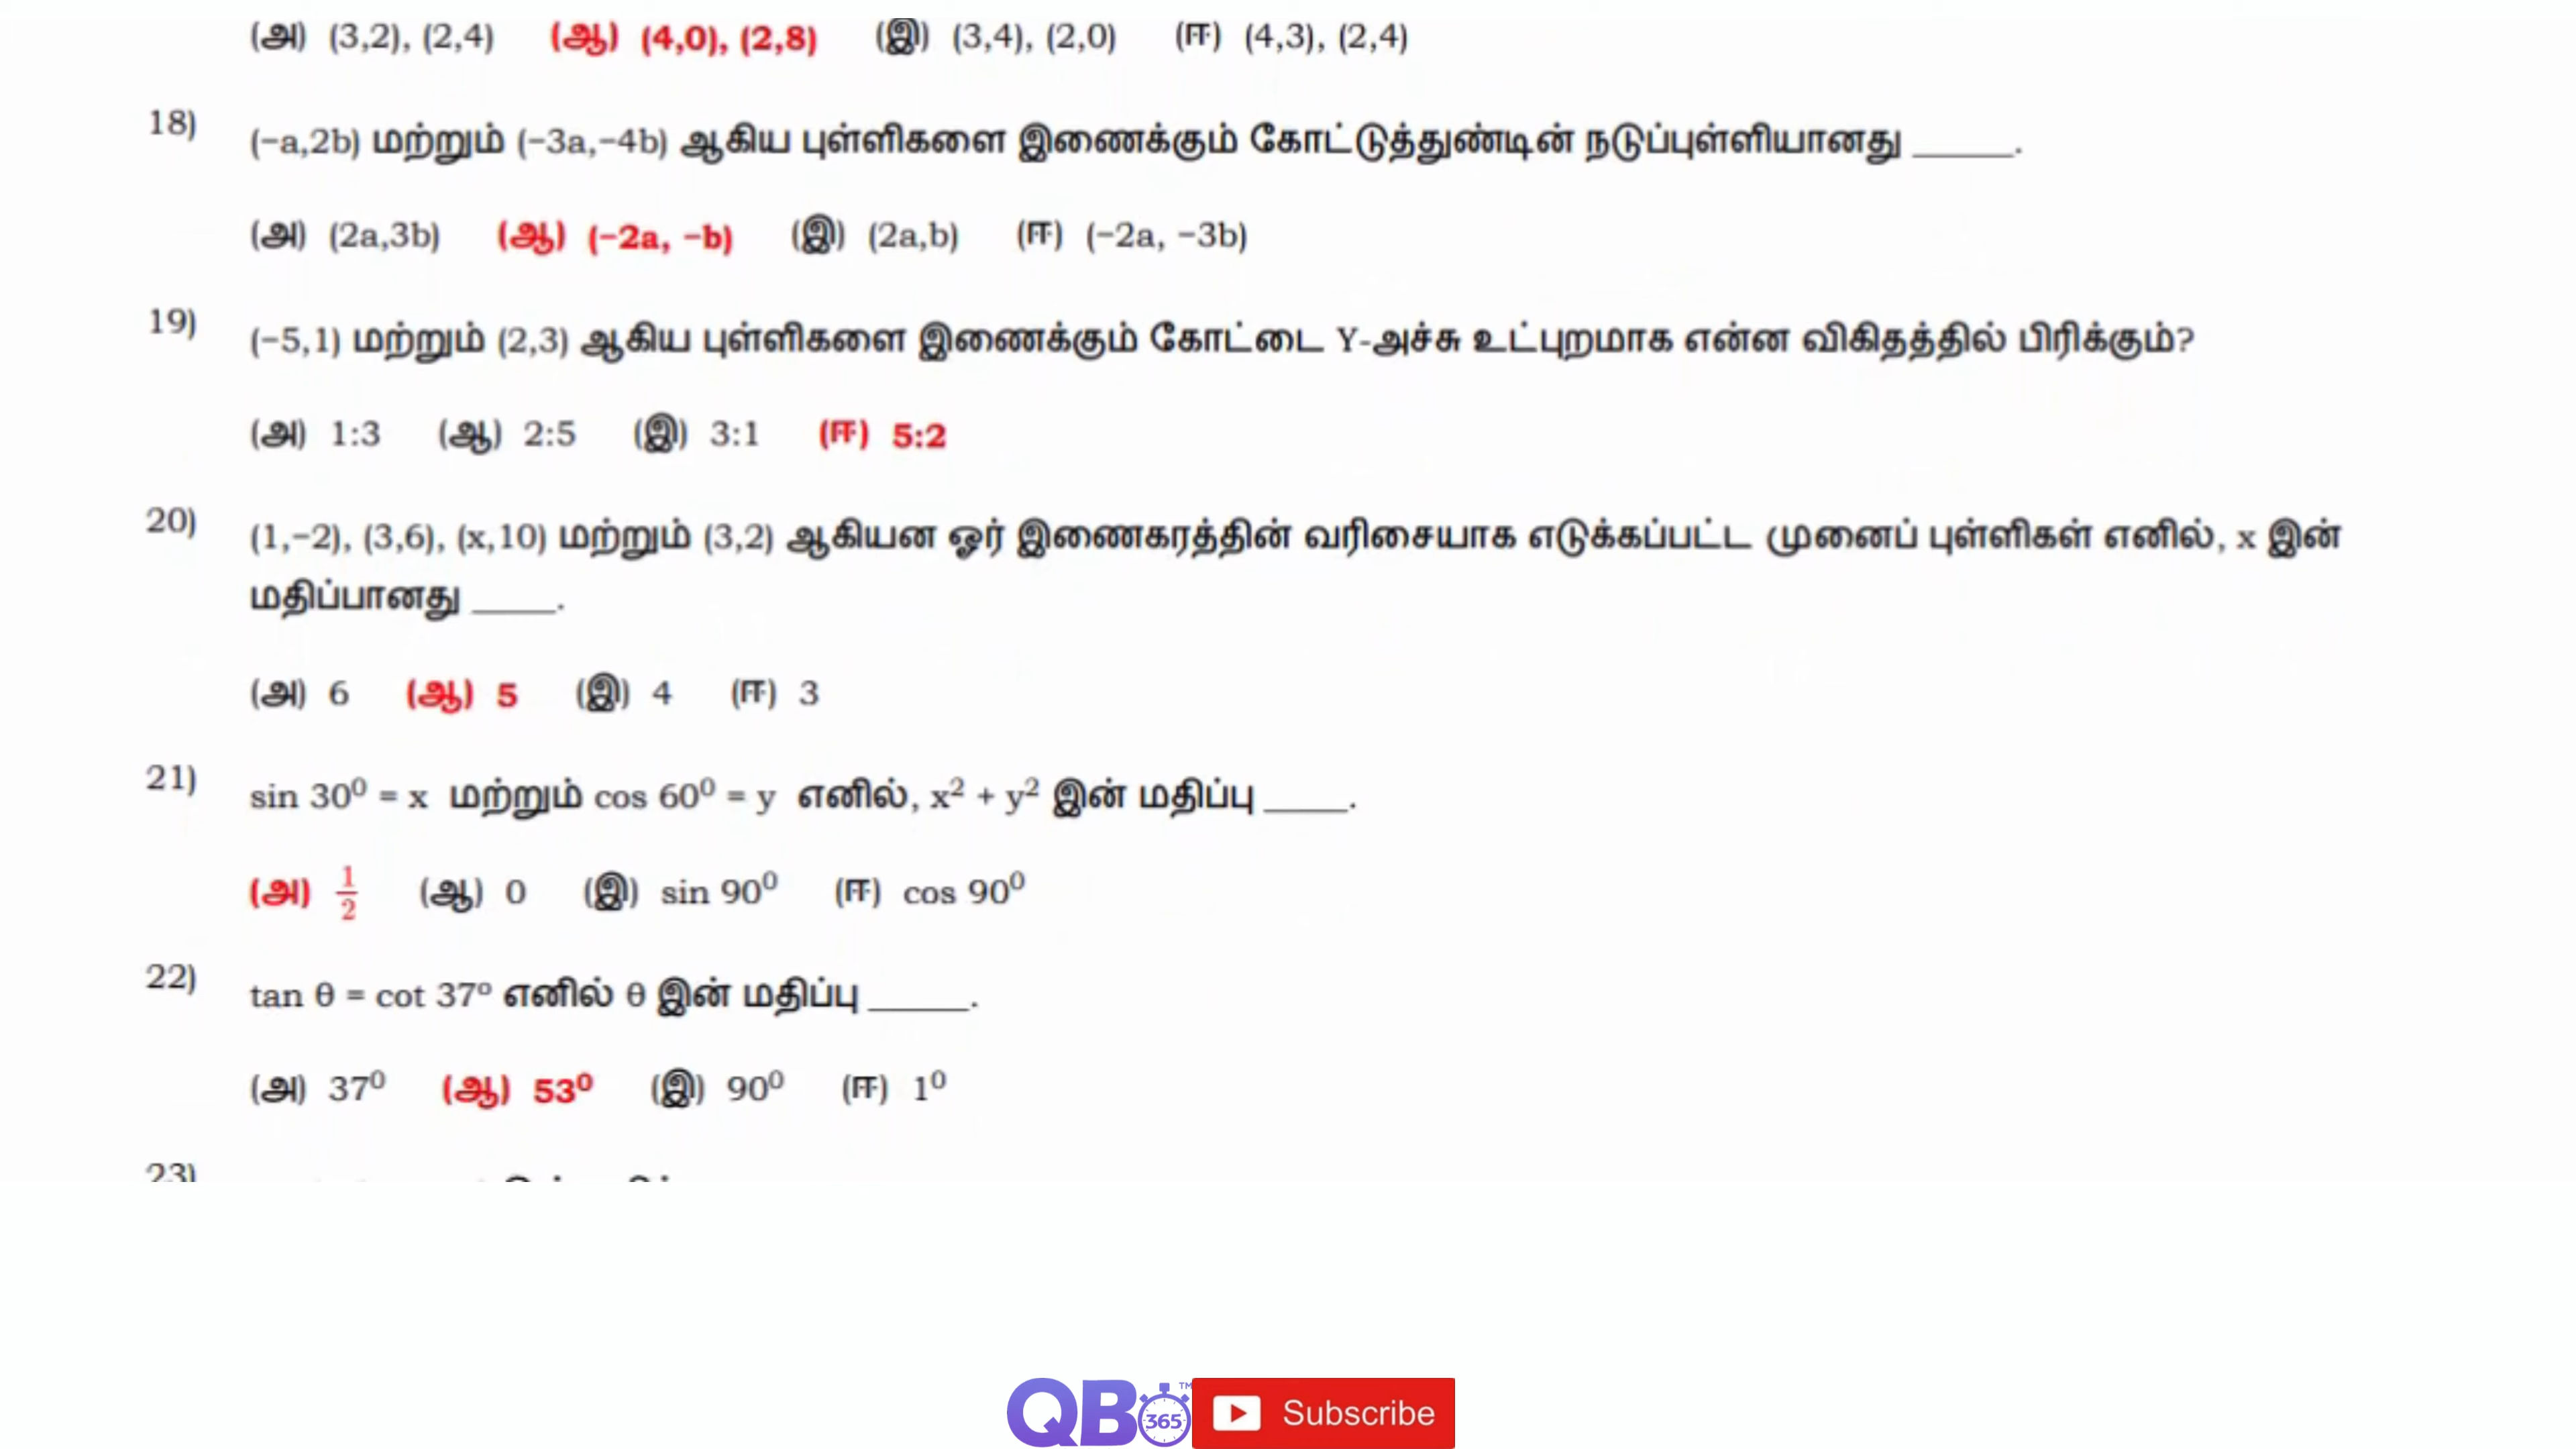 (அ) (3,2), (2,4) (ஆ) (4,0), (2,8) (இ) (3,4), (2,0) (ஈ) (4,3), (2,4)
18) (−a,2b) மற்றும் (−3a,−4b) ஆகிய புள்ளிகளை இணைக்கும் கோட்டுத்துண்டின் நடுப்புள்ளியானது _____.
(அ) (2a,3b) (ஆ) (−2a, −b) (இ) (2a,b) (ஈ) (−2a, −3b)
19) (−5,1) மற்றும் (2,3) ஆகிய புள்ளிகளை இணைக்கும் கோட்டை Y-அச்சு உட்புறமாக என்ன விகிதத்தில் பிரிக்கும்?
(அ) 1:3 (ஆ) 2:5 (இ) 3:1 (ஈ) 5:2
20) (1,−2), (3,6), (x,10) மற்றும் (3,2) ஆகியன ஓர் இணைகரத்தின் வரிசையாக எடுக்கப்பட்ட முனைப் புள்ளிகள் எனில், x இன்
மதிப்பானது ____.
(அ) 6 (ஆ) 5 (இ) 4 (ஈ) 3
21) sin 30⁰ = x மற்றும் cos 60⁰ = y எனில், x² + y² இன் மதிப்பு ____.
(அ) 1/2 (ஆ) 0 (இ) sin 90⁰ (ஈ) cos 90⁰
22) tan θ = cot 37º எனில் θ இன் மதிப்பு _____.
(அ) 37⁰ (ஆ) 53⁰ (இ) 90⁰ (ஈ) 1⁰
23)
QB 365 ™ Subscribe